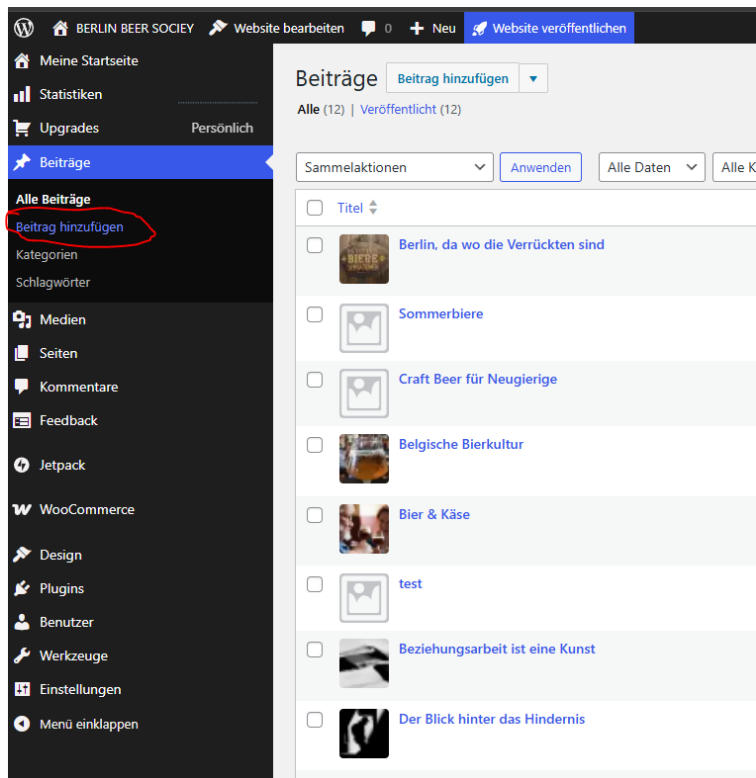 BERLIN BEER SOCIEY Website bearbeiten 0 + Neu Website veröffentlichen
Meine Startseite
Statistiken
Upgrades Persönlich
Beiträge
Alle Beiträge
Beitrag hinzufügen
Kategorien
Schlagwörter
Medien
Seiten
Kommentare
Feedback
Jetpack
WooCommerce
Design
Plugins
Benutzer
Werkzeuge
Einstellungen
Menü einklappen
Beiträge Beitrag hinzufügen
Alle (12) | Veröffentlicht (12)
Sammelaktionen Anwenden Alle Daten Alle K
Titel
BIERE
Berlin, da wo die Verrückten sind
Sommerbiere
Craft Beer für Neugierige
Belgische Bierkultur
Bier & Käse
test
Beziehungsarbeit ist eine Kunst
Der Blick hinter das Hindernis